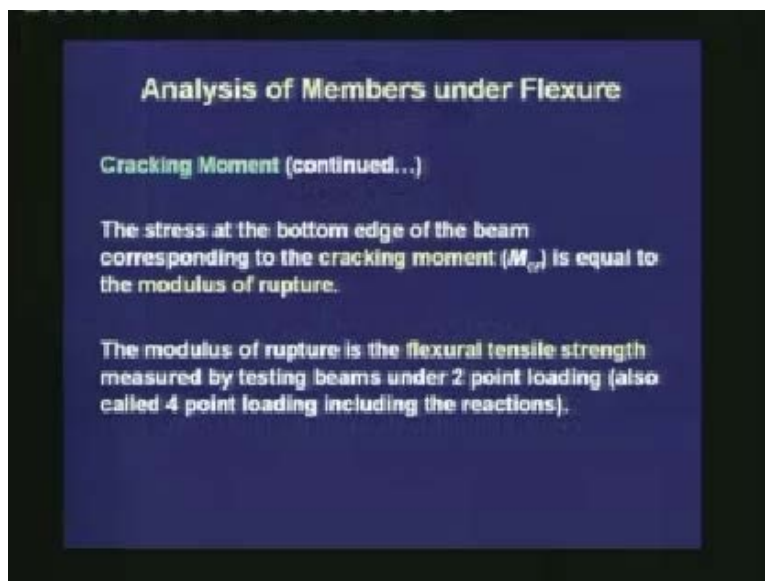 Analysis of Members under Flexure
Cracking Moment (continued...)
The stress at the bottom edge of the beam
corresponding to the cracking moment (Mcr) is equal to
the modulus of rupture.
The modulus of rupture is the flexural tensile strength
measured by testing beams under 2 point loading (also
called 4 point loading including the reactions).